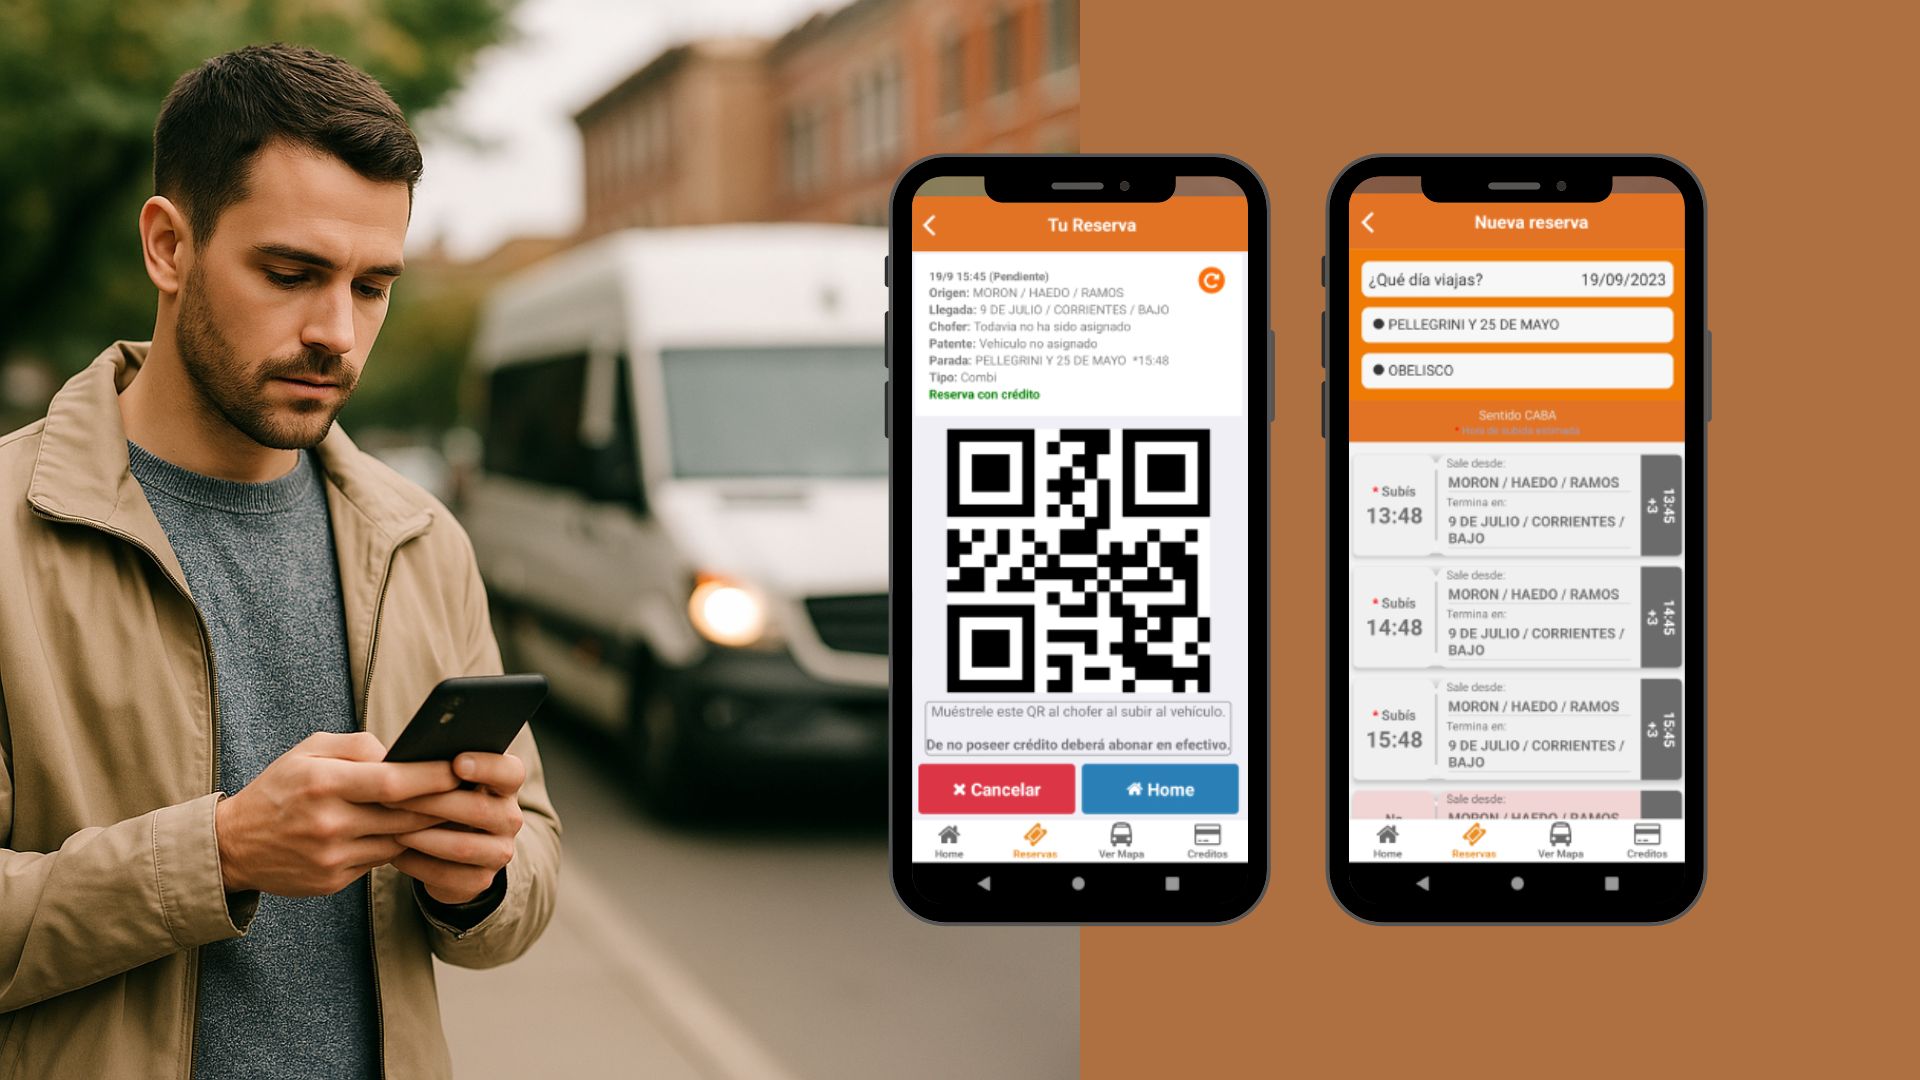 Tu Reserva
19/9 15:45 (Pendiente)
Origen: MORON / HAEDO / RAMOS
Llegada: 9 DE JULIO / CORRIENTES / BAJO
Chofer: Todavia no ha sido asignado
Patente: Vehiculo no asignado
Parada: PELLEGRINI Y 25 DE MAYO *15:48
Tipo: Combi
Reserva con crédito
Muéstrele este QR al chofer al subir al vehículo.
De no poseer crédito deberá abonar en efectivo.
Cancelar
Home
Home
Reservas
Ver Mapa
Creditos
Nueva reserva
¿Qué día viajas? 19/09/2023
PELLEGRINI Y 25 DE MAYO
OBELISCO
Sentido CABA
* Hora de subida estimada
* Subís
13:48
Sale desde:
MORON / HAEDO / RAMOS
Termina en:
9 DE JULIO / CORRIENTES /
BAJO
13:45
+3
* Subís
14:48
Sale desde:
MORON / HAEDO / RAMOS
Termina en:
9 DE JULIO / CORRIENTES /
BAJO
14:45
+3
* Subís
15:48
Sale desde:
MORON / HAEDO / RAMOS
Termina en:
9 DE JULIO / CORRIENTES /
BAJO
15:45
+3
Sale desde:
MORON / HAEDO / RAMOS
Home
Reservas
Ver Mapa
Creditos